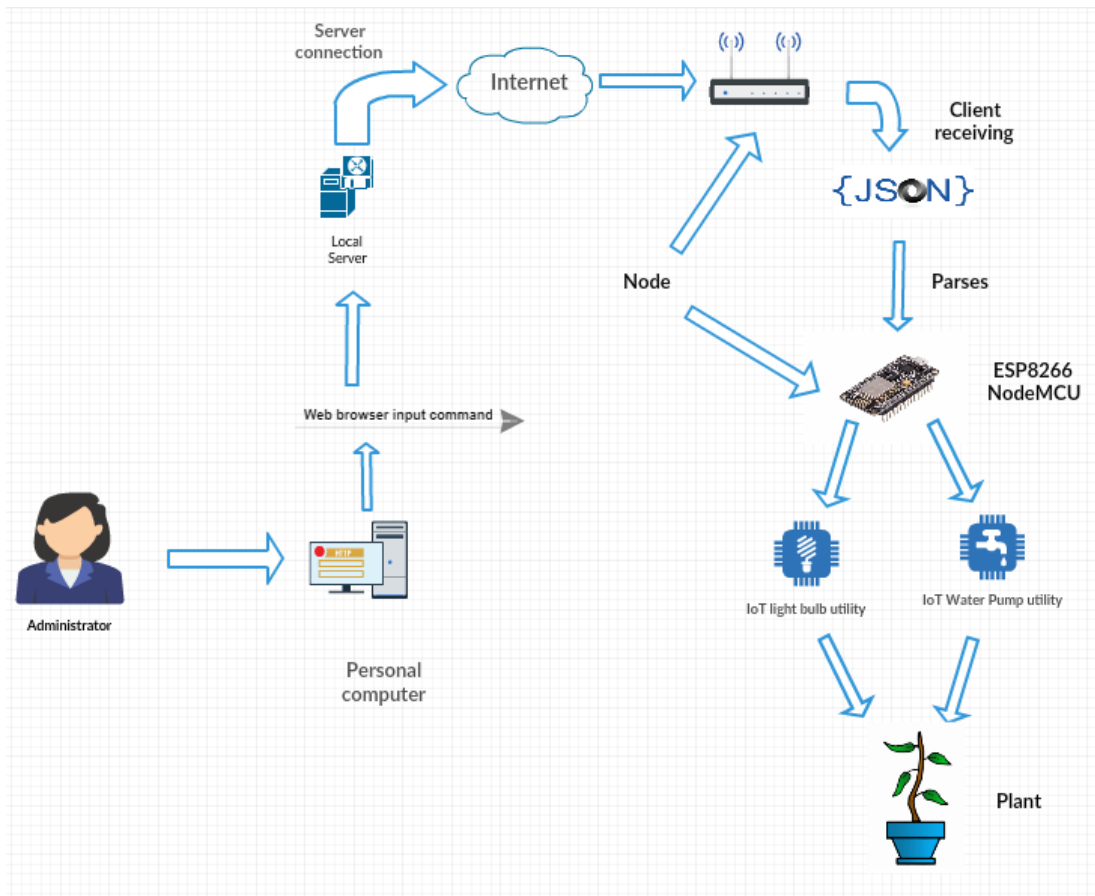 Server
connection
Internet
Client
receiving
{JSON}
Local
Server
Node
Parses
ESP8266
NodeMCU
Web browser input command
HTTP
IoT light bulb utility
IoT Water Pump utility
Administrator
Personal
computer
Plant